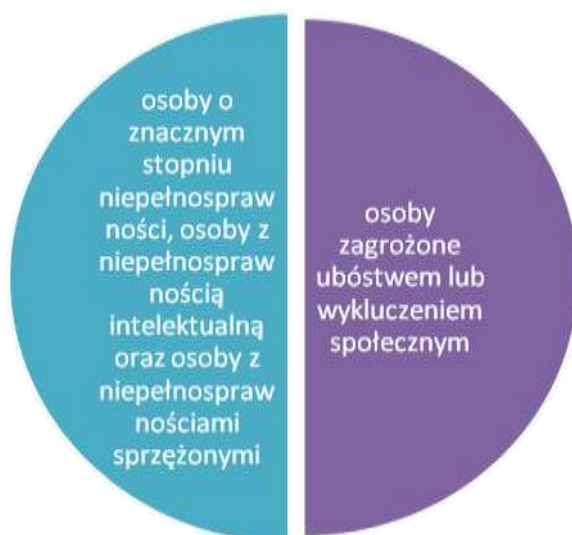 osoby o
znacznym
stopniu
niepełnospraw
ności, osoby z
niepełnospraw
nością
intelektualną
oraz osoby z
niepełnospraw
nościami
sprzężonymi
osoby
zagrożone
ubóstwem lub
wykluczeniem
społecznym